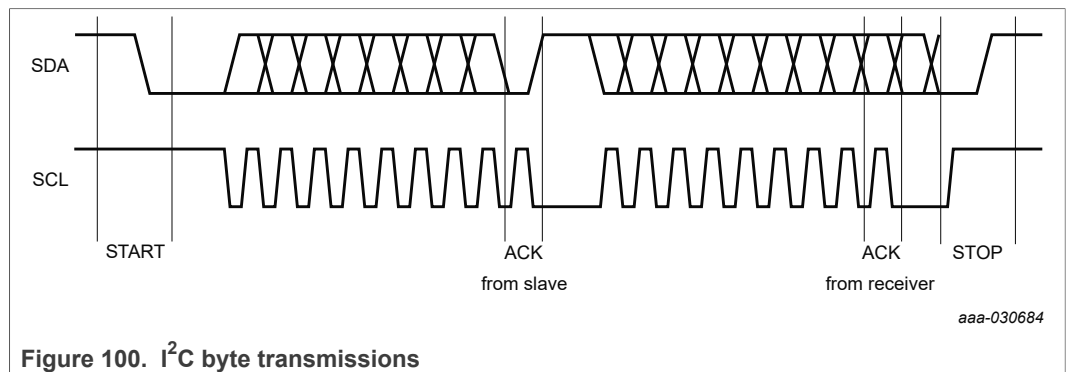 SDA
SCL
START
ACK
ACK
STOP
from slave
from receiver
aaa-030684
Figure 100. I²C byte transmissions